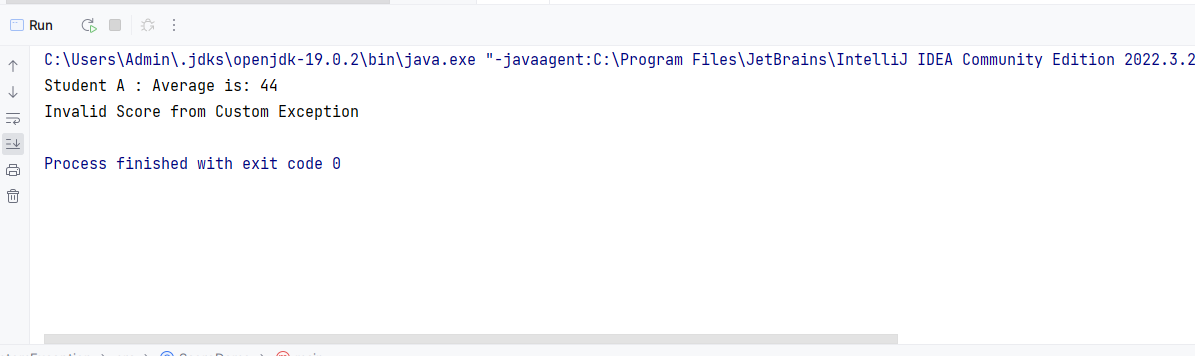 Run
C:\Users\Admin\.jdks\openjdk-19.0.2\bin\java.exe "-javaagent:C:\Program Files\JetBrains\IntelliJ IDEA Community Edition 2022.3.2
Student A : Average is: 44
Invalid Score from Custom Exception
Process finished with exit code 0